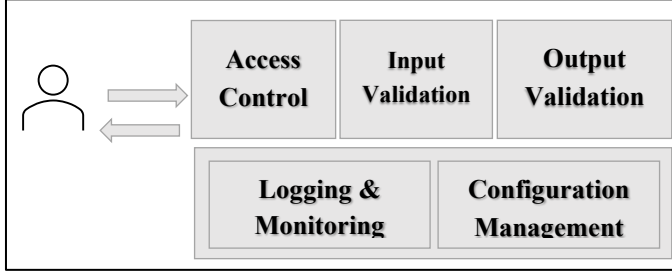 Access
Control
Input
Validation
Output
Validation
Logging &
Monitoring
Configuration
Management